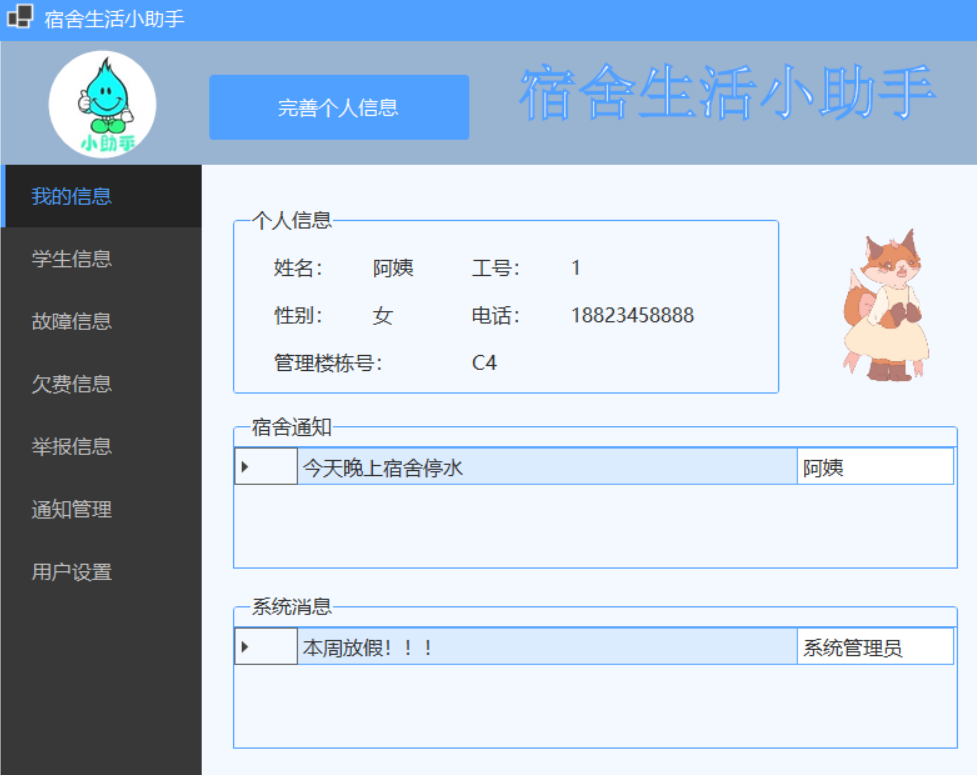 宿舍生活小助手
小助手
完善个人信息
宿舍生活小助手
我的信息
学生信息
故障信息
欠费信息
举报信息
通知管理
用户设置
个人信息
姓名： 阿姨 工号： 1
性别： 女 电话： 18823458888
管理楼栋号： C4
宿舍通知
今天晚上宿舍停水 阿姨
系统消息
本周放假！！！ 系统管理员